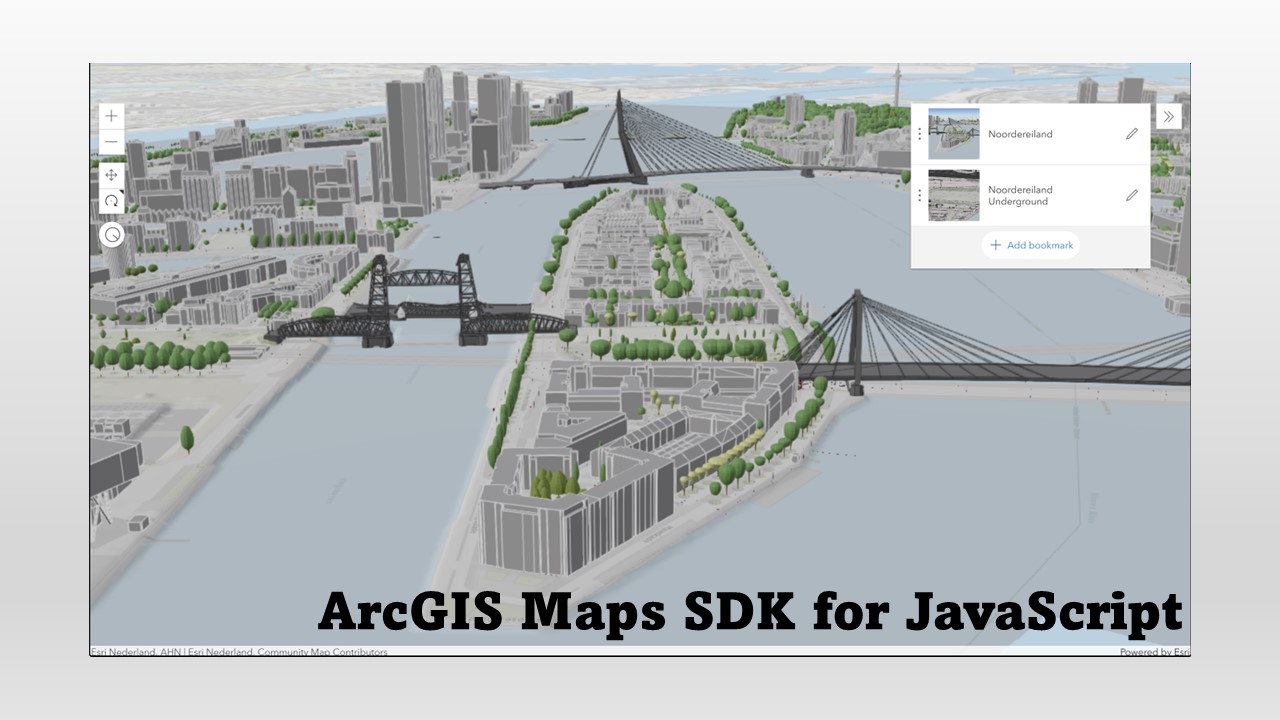 Noordereiland
Noordereiland
Underground
Add bookmark
ArcGIS Maps SDK for JavaScript
Esri Nederland, AHN | Esri Nederland, Community Map Contributors
Powered by Esri